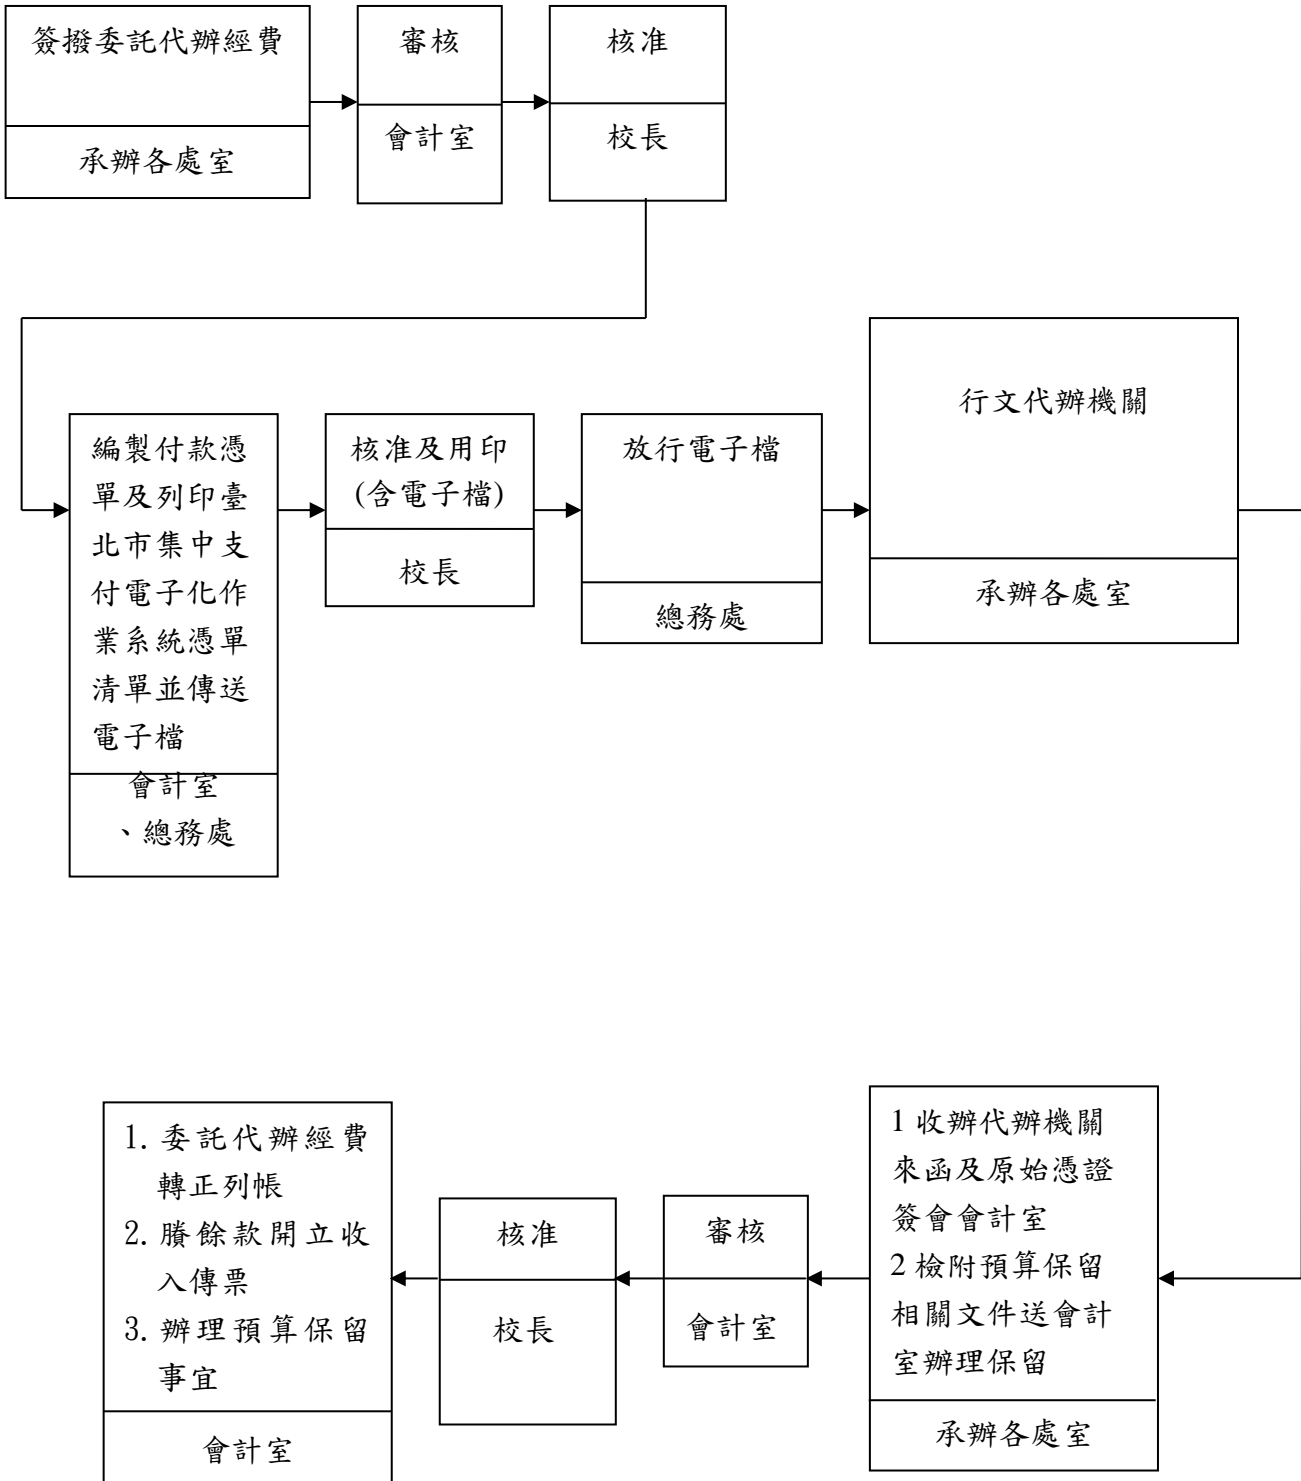 簽撥委託代辦經費
承辦各處室
審核
會計室
核准
校長
編製付款憑
單及列印臺
北市集中支
付電子化作
業系統憑單
清單並傳送
電子檔
會計室
、總務處
核准及用印
(含電子檔)
校長
放行電子檔
總務處
行文代辦機關
承辦各處室
1 收辦代辦機關
來函及原始憑證
簽會會計室
2 檢附預算保留
相關文件送會計
室辦理保留
承辦各處室
審核
會計室
核准
校長
1. 委託代辦經費
轉正列帳
2. 賸餘款開立收
入傳票
3. 辦理預算保留
事宜
會計室